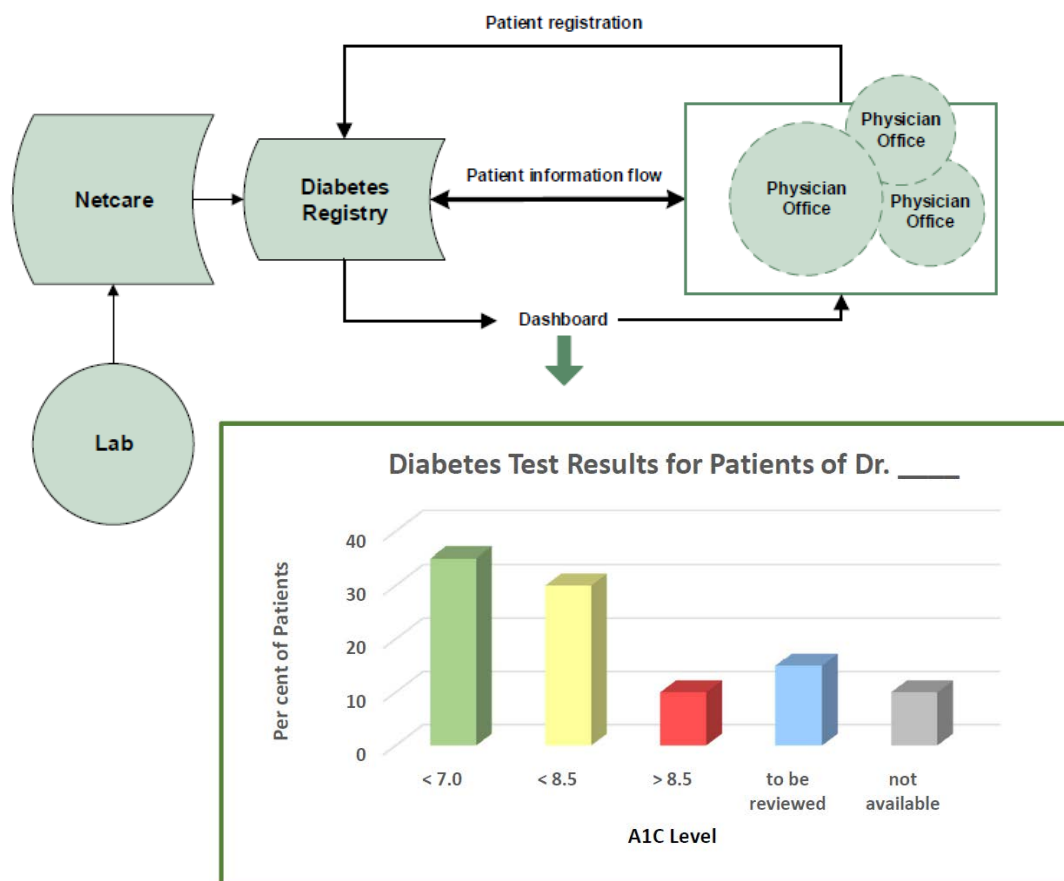 Patient registration
Netcare
Diabetes
Registry
Patient information flow
Physician
Office
Physician
Office
Physician
Office
Dashboard
Lab
Diabetes Test Results for Patients of Dr. ____
Per cent of Patients
40
30
20
10
0
< 7.0
< 8.5
> 8.5
to be
reviewed
not
available
A1C Level